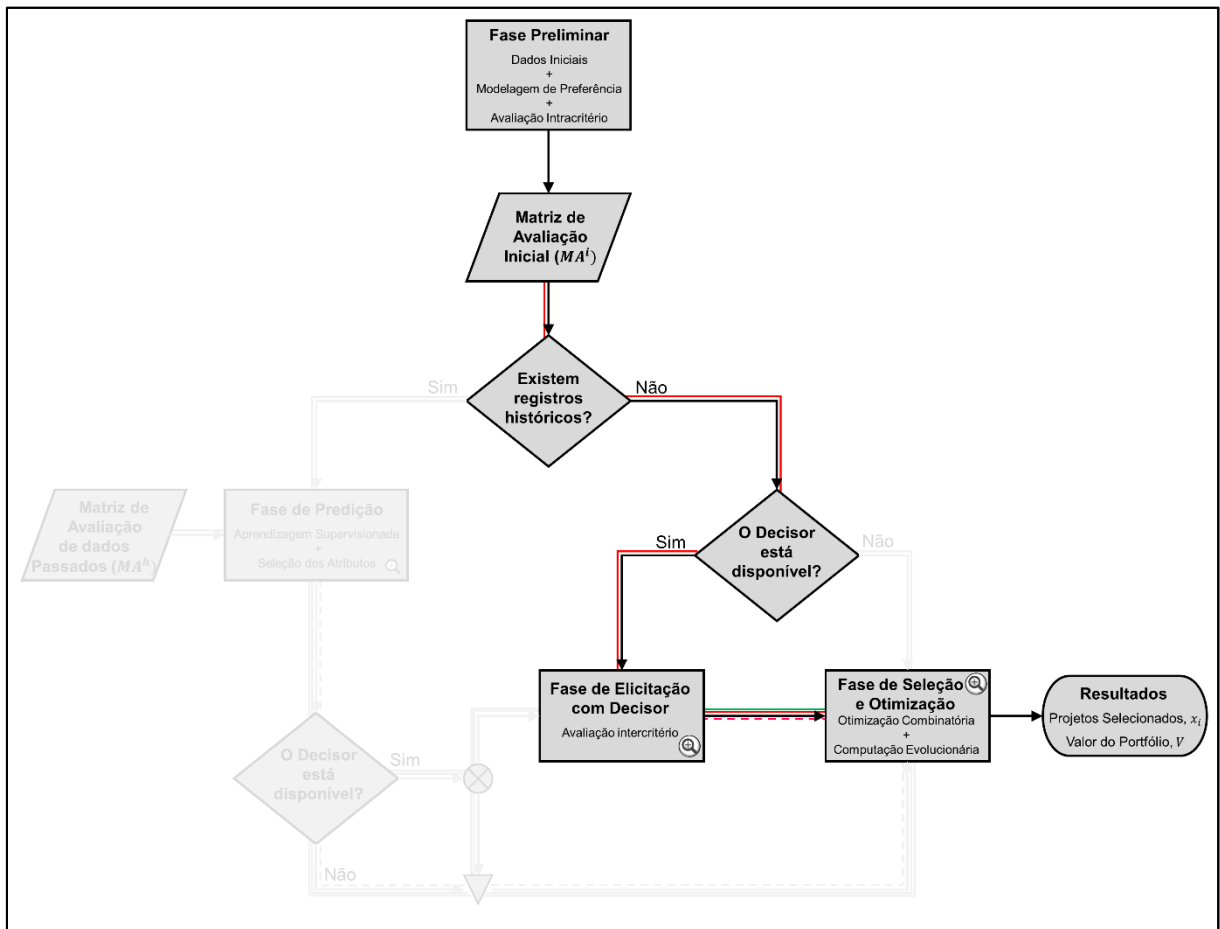 Fase Preliminar
Dados Iniciais
+
Modelagem de Preferência
+
Avaliação Intracritério
Matriz de
Avaliação
Inicial (MAⁱ)
Existem
registros
históricos?
Sim
Não
Matriz de
Avaliação
de dados
Passados (MAʰ)
Fase de Predição
Aprendizagem Supervisionada
+
Seleção dos Atributos
O Decisor
está
disponível?
Sim
Não
Fase de Elicitação
com Decisor
Avaliação intercritério
Fase de Seleção
e Otimização
Otimização Combinatória
+
Computação Evolucionária
Resultados
Projetos Selecionados, xᵢ
Valor do Portfólio, V
O Decisor
está
disponível?
Sim
Não